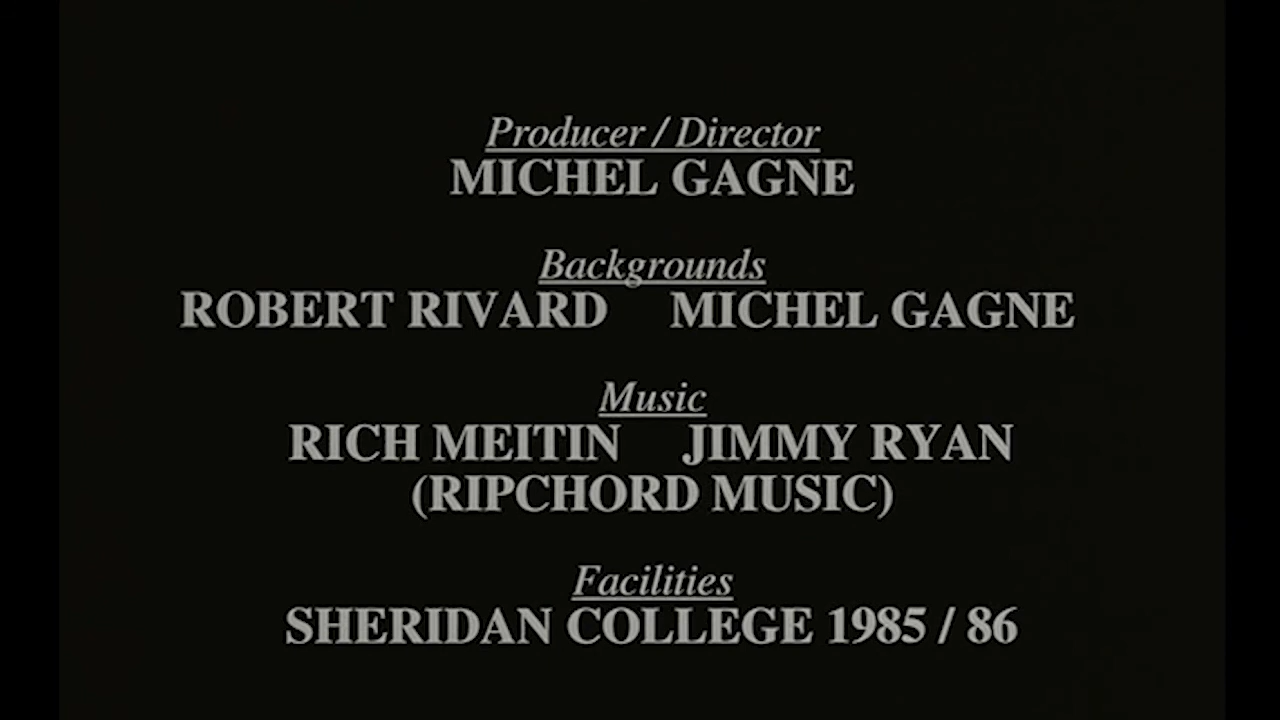 Producer / Director
MICHEL GAGNE
Backgrounds
ROBERT RIVARD MICHEL GAGNE
Music
RICH MEITIN JIMMY RYAN
(RIPCHORD MUSIC)
Facilities
SHERIDAN COLLEGE 1985 / 86